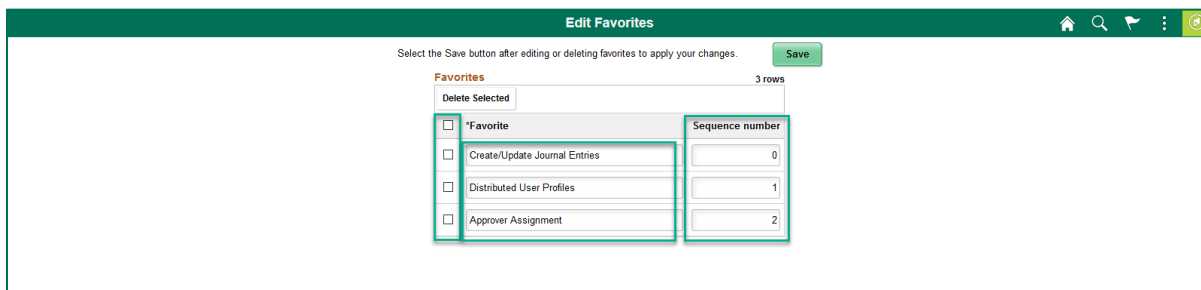 Edit Favorites
Select the Save button after editing or deleting favorites to apply your changes. Save
Favorites 3 rows
Delete Selected
*Favorite Sequence number
Create/Update Journal Entries 0
Distributed User Profiles 1
Approver Assignment 2